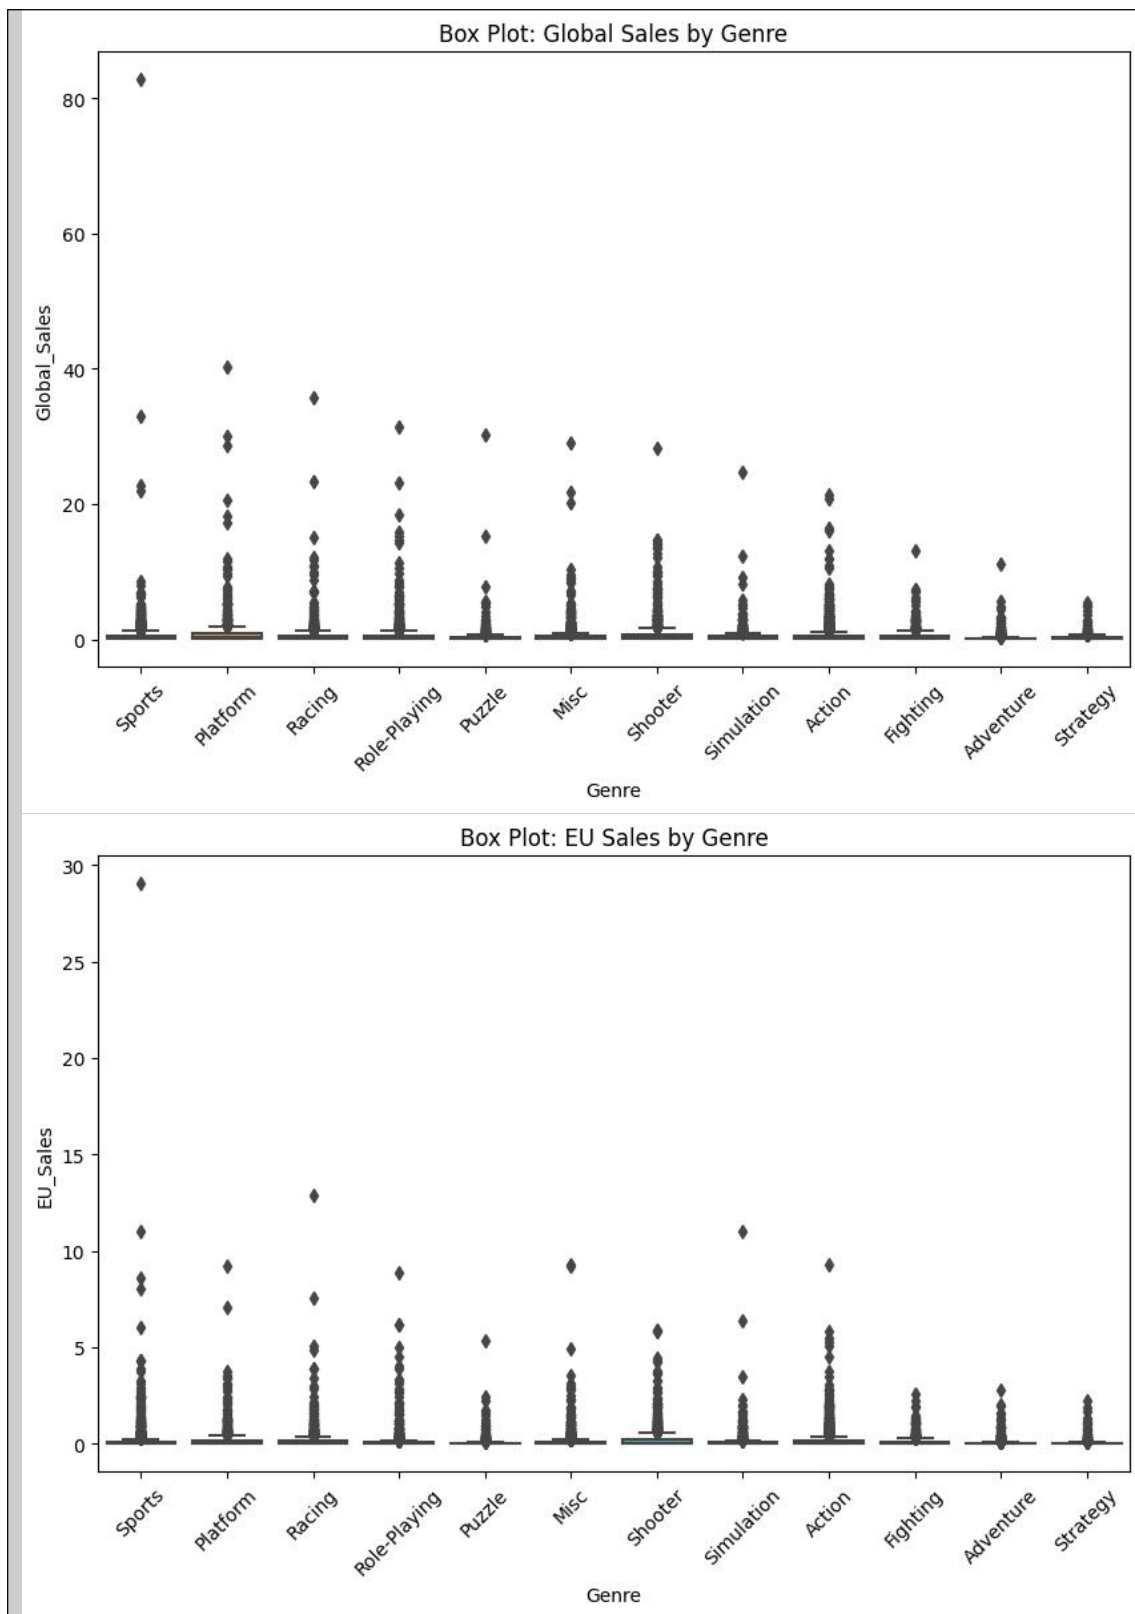 Box Plot: Global Sales by Genre
80
60
40
20
0
Global_Sales
Sports
Platform
Racing
Role-Playing
Puzzle
Misc
Shooter
Simulation
Action
Fighting
Adventure
Strategy
Genre
Box Plot: EU Sales by Genre
30
25
20
15
10
5
0
EU_Sales
Sports
Platform
Racing
Role-Playing
Puzzle
Misc
Shooter
Simulation
Action
Fighting
Adventure
Strategy
Genre